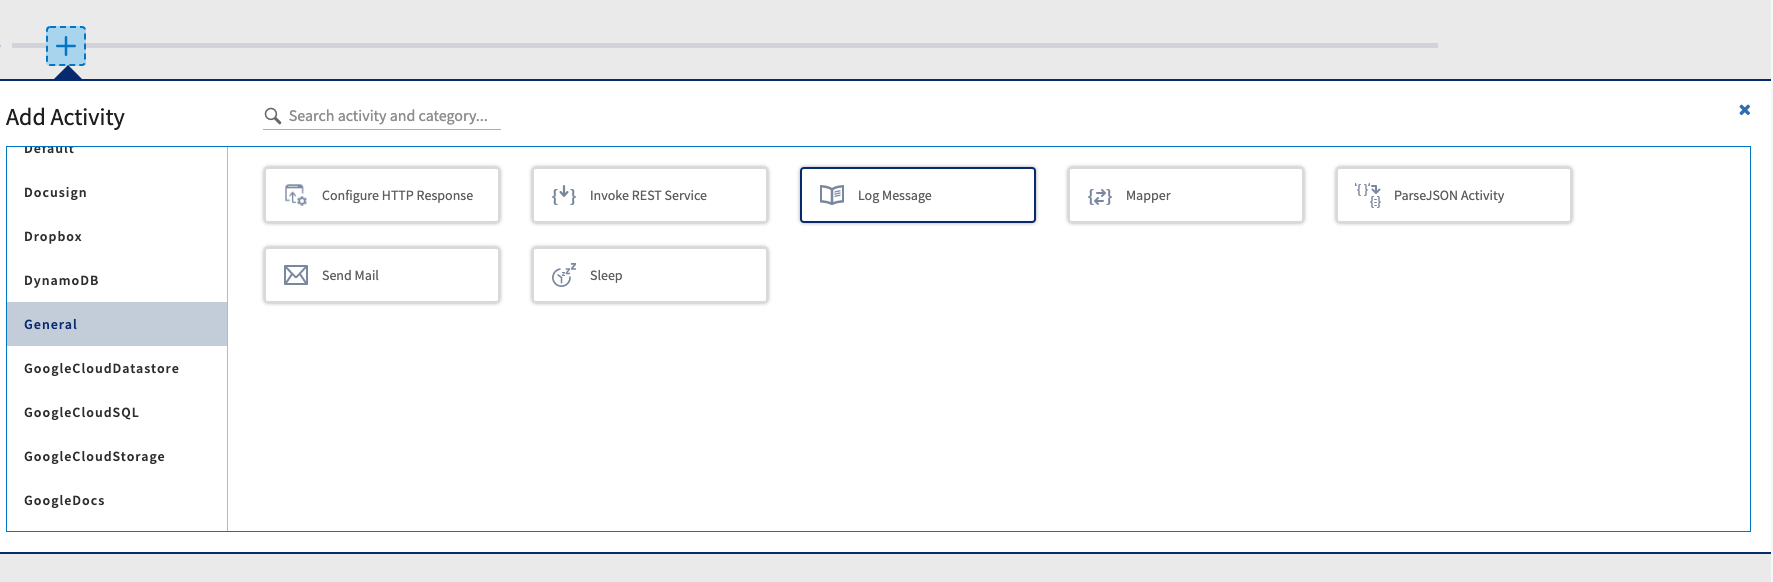 Add Activity
Search activity and category...
Default
Docusign
Dropbox
DynamoDB
General
GoogleCloudDatastore
GoogleCloudSQL
GoogleCloudStorage
GoogleDocs
Configure HTTP Response
Invoke REST Service
Log Message
Mapper
ParseJSON Activity
Send Mail
Sleep